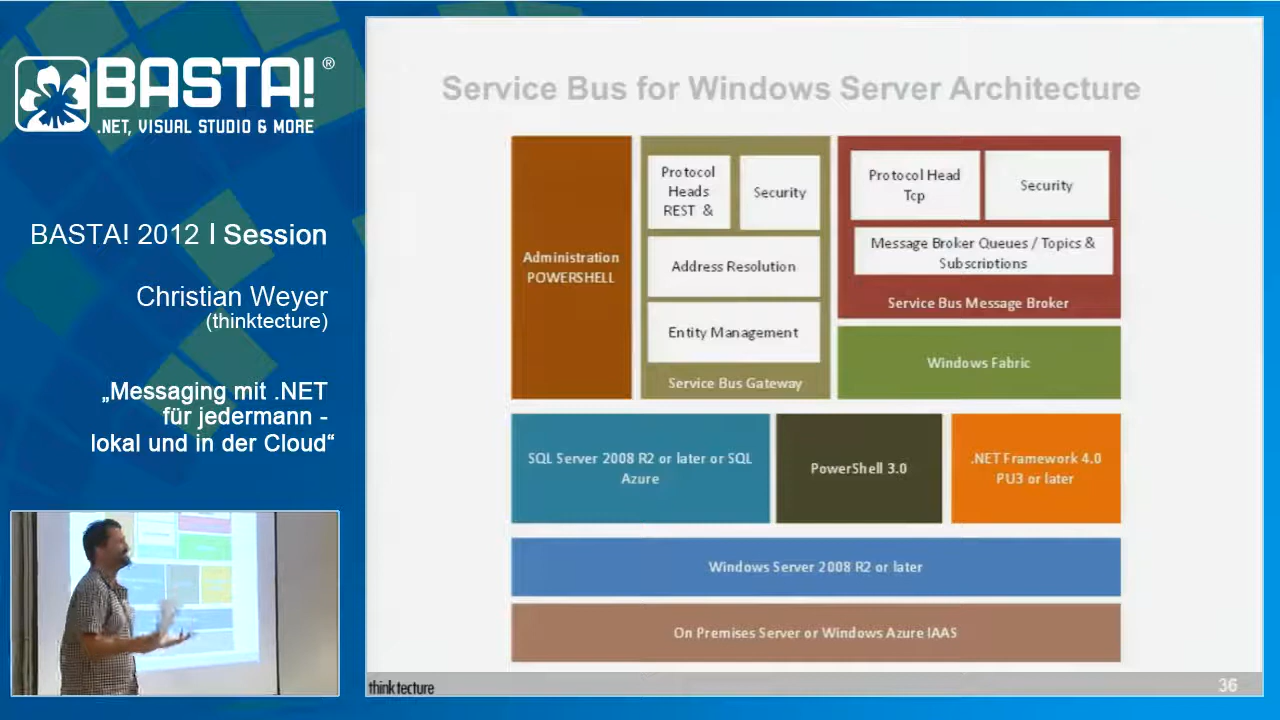 BASTA!®
.NET, VISUAL STUDIO & MORE
BASTA! 2012 I Session
Christian Weyer
(thinktecture)
„Messaging mit .NET
für jedermann -
lokal und in der Cloud“
Service Bus for Windows Server Architecture
Administration
POWERSHELL
Protocol
Heads
REST &
Security
Address Resolution
Entity Management
Service Bus Gateway
Protocol Head
Tcp
Security
Message Broker Queues / Topics &
Subscriptions
Service Bus Message Broker
Windows Fabric
SQL Server 2008 R2 or later or SQL
Azure
PowerShell 3.0
.NET Framework 4.0
PU3 or later
Windows Server 2008 R2 or later
On Premises Server or Windows Azure IAAS
thinktecture
36